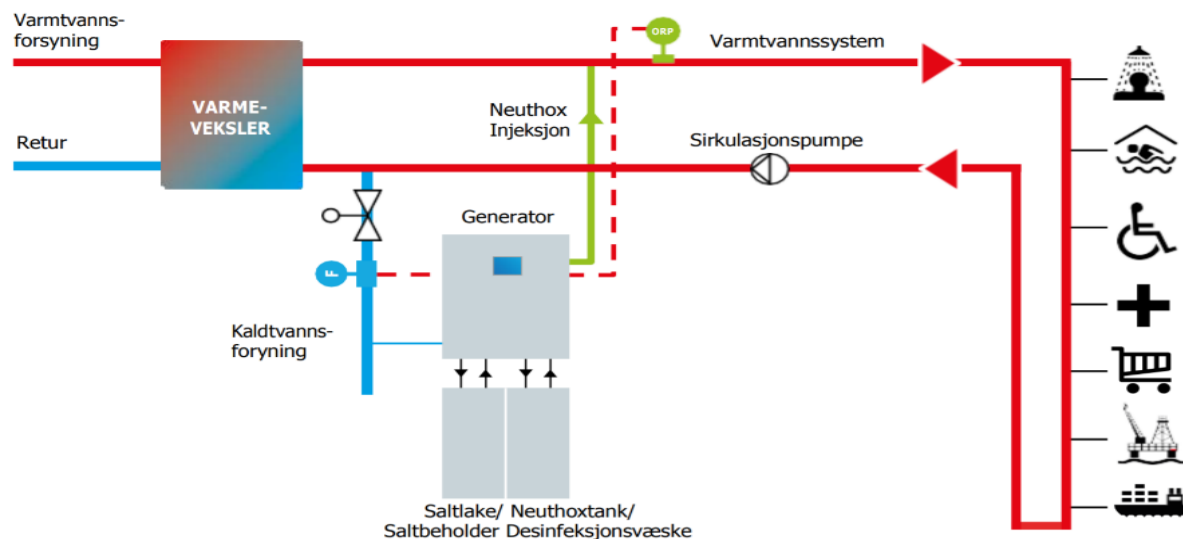 Varmtvanns-
forsyning
ORP
Varmtvannssystem
VARME-
VEKSLER
Neuthox
Injeksjon
Retur
Sirkulasjonspumpe
Generator
F
Kaldtvanns-
foryning
Saltlake/ Neuthoxtank/
Saltbeholder Desinfeksjonsvæske